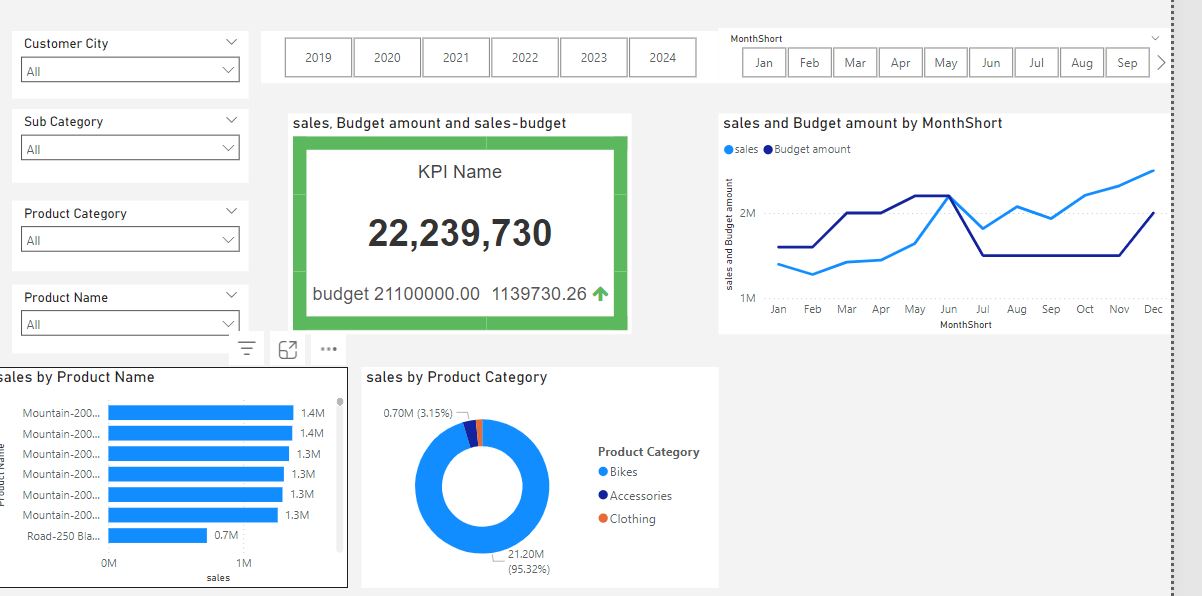 Customer City
All
Sub Category
All
Product Category
All
Product Name
All
2019 2020 2021 2022 2023 2024
MonthShort
Jan Feb Mar Apr May Jun Jul Aug Sep
sales, Budget amount and sales-budget
KPI Name
22,239,730
budget 21100000.00 1139730.26
sales and Budget amount by MonthShort
sales Budget amount
sales and Budget amount
2M
1M
Jan Feb Mar Apr May Jun Jul Aug Sep Oct Nov Dec
MonthShort
sales by Product Name
Product Name
Mountain-200... 1.4M
Mountain-200... 1.4M
Mountain-200... 1.3M
Mountain-200... 1.3M
Mountain-200... 1.3M
Mountain-200... 1.3M
Road-250 Bla... 0.7M
0M 1M
sales
sales by Product Category
0.70M (3.15%)
21.20M
(95.32%)
Product Category
Bikes
Accessories
Clothing